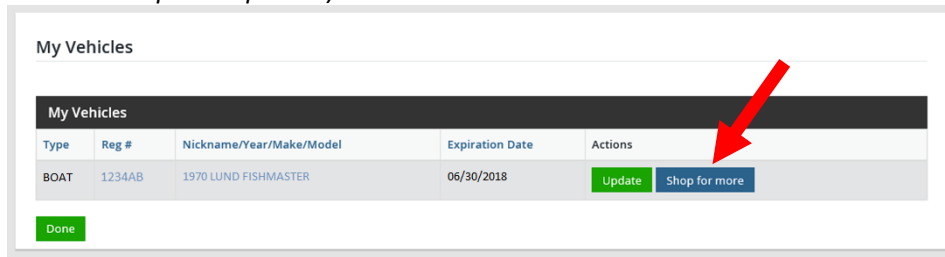 My Vehicles
My Vehicles
Type Reg # Nickname/Year/Make/Model Expiration Date Actions
BOAT 1234AB 1970 LUND FISHMASTER 06/30/2018 Update Shop for more
Done